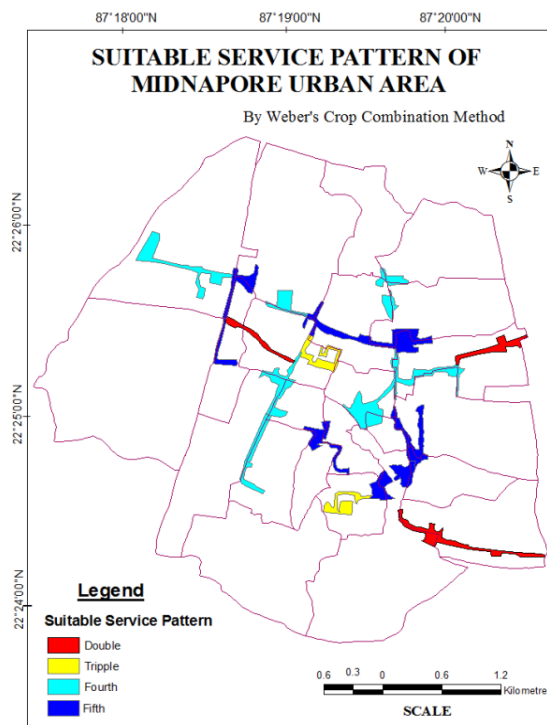 87°18'00"N 87°19'00"N 87°20'00"N
SUITABLE SERVICE PATTERN OF
MIDNAPORE URBAN AREA
By Weber's Crop Combination Method
N
W E
S
22°26'00"N
22°25'00"N
22°24'00"N
Legend
Suitable Service Pattern
Double
Tripple
Fourth
Fifth
0.6 0.3 0 0.6 1.2
Kilometre
SCALE